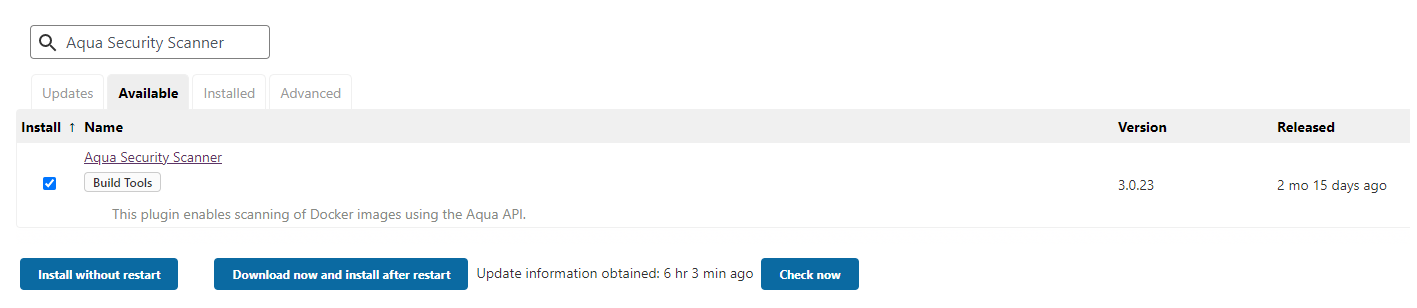 Aqua Security Scanner
Updates Available Installed Advanced
Install ↑ Name Version Released
Aqua Security Scanner
Build Tools
3.0.23 2 mo 15 days ago
This plugin enables scanning of Docker images using the Aqua API.
Install without restart Download now and install after restart Update information obtained: 6 hr 3 min ago Check now